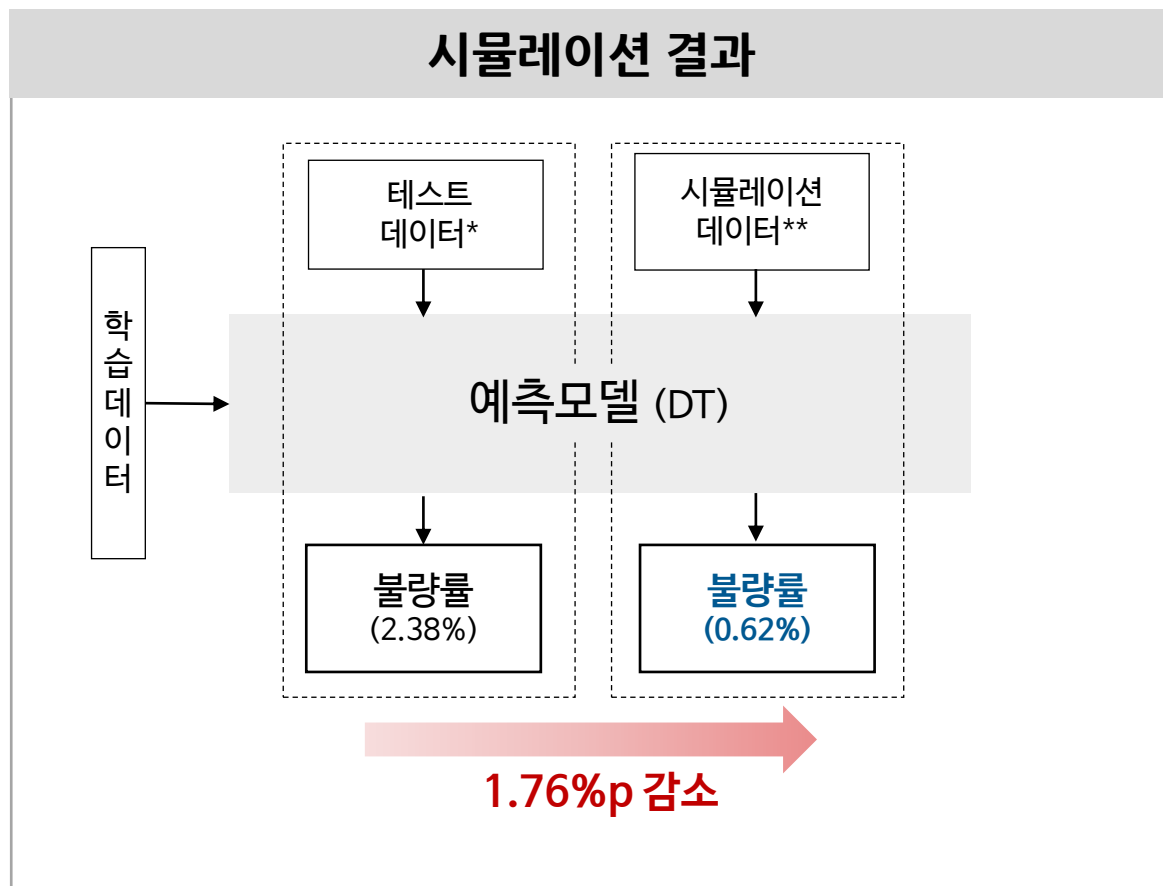 시뮬레이션 결과
테스트
데이터*
시뮬레이션
데이터**
학
습
데
이
터
예측모델 (DT)
불량률
(2.38%)
불량률
(0.62%)
1.76%p 감소